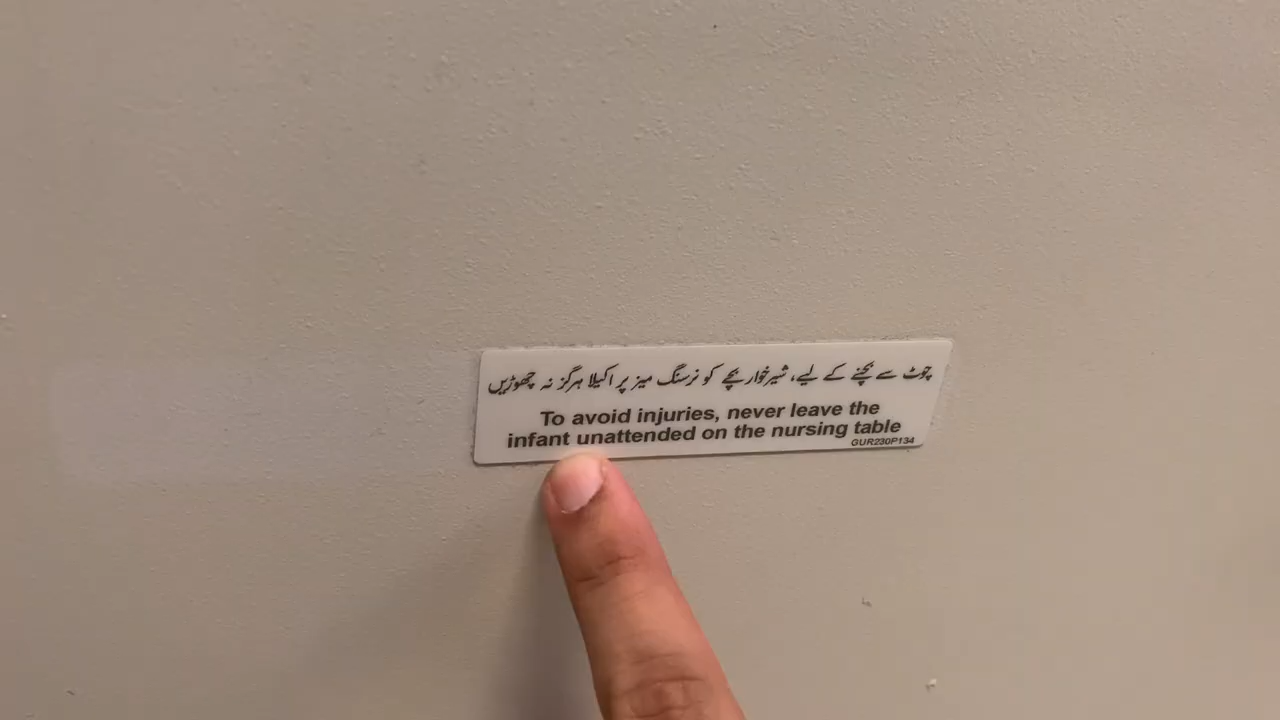 چوٹ سے بچنے کے لیے، شیرخوار بچے کو نرسنگ میز پر اکیلا ہرگز نہ چھوڑیں
To avoid injuries, never leave the
infant unattended on the nursing table
GUR230P134